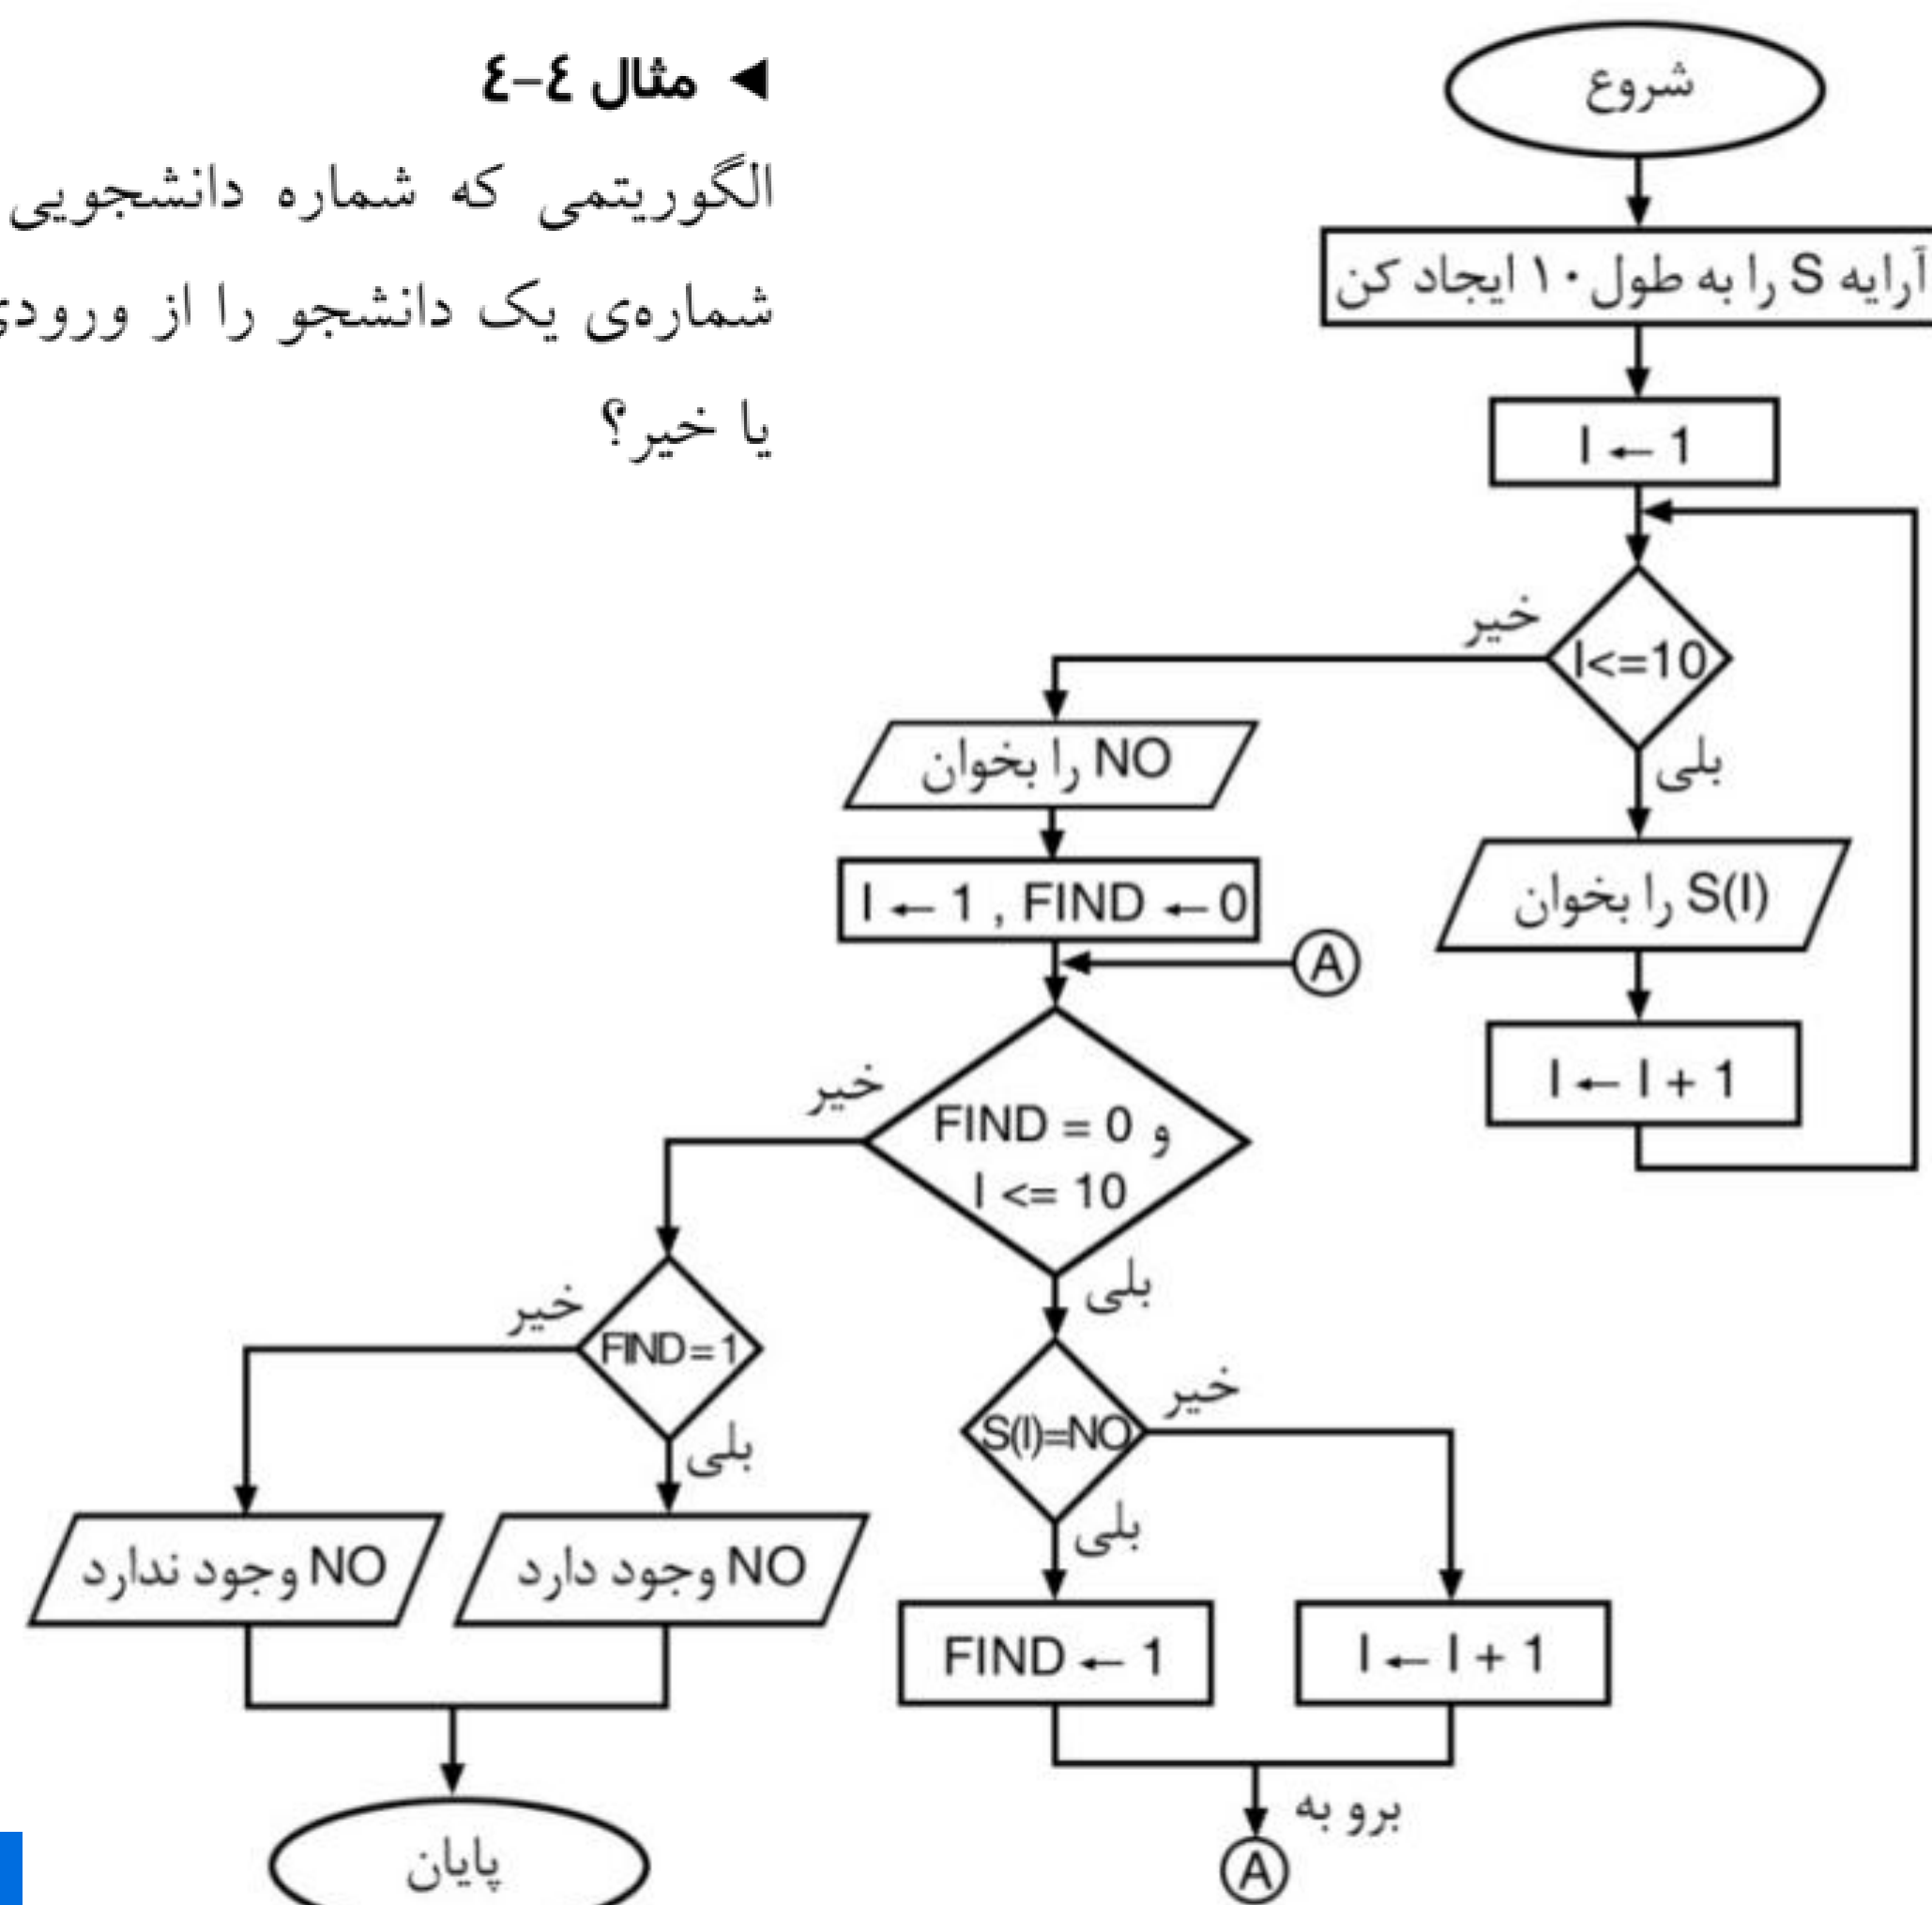 ◄ مثال ٤-٤
الگوریتمی که شماره دانشجویی
شماره‌ی یک دانشجو را از ورودی
یا خیر؟
شروع
آرایه S را به طول ۱۰ ایجاد کن
I ← 1
I<=10
خیر
بلی
S(I) را بخوان
I ← I + 1
NO را بخوان
I ← 1 , FIND ← 0
A
FIND = 0 و
I <= 10
خیر
بلی
S(I)=NO
خیر
بلی
FIND ← 1
I ← I + 1
برو به
A
FIND=1
خیر
بلی
NO وجود دارد
NO وجود ندارد
پایان